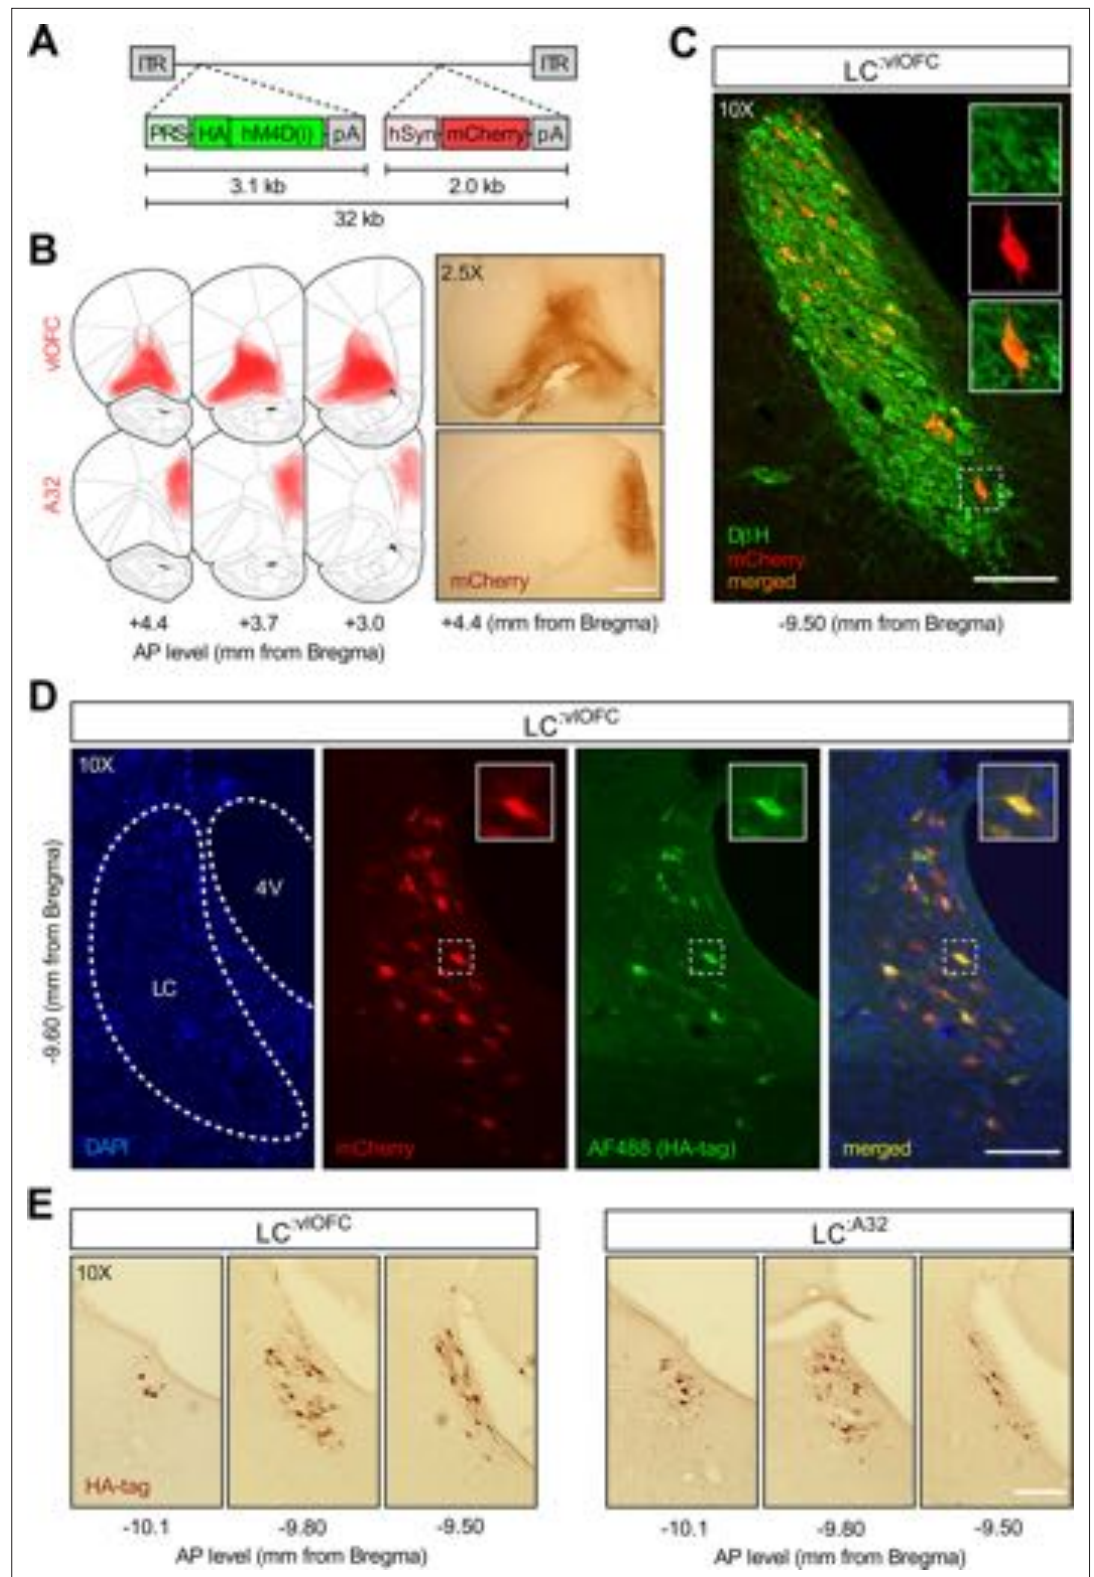 A
ITR ITR
PRS HA hM4D(i) pA hSyn mCherry pA
3.1 kb 2.0 kb
32 kb
B
vlOFC
A32
2.5X
mCherry
+4.4 +3.7 +3.0
AP level (mm from Bregma)
+4.4 (mm from Bregma)
C
LC:vlOFC
10X
DβH
mCherry
merged
-9.50 (mm from Bregma)
D
LC:vlOFC
-9.60 (mm from Bregma)
10X
4V
LC
DAPI mCherry AF488 (HA-tag) merged
E
LC:vlOFC LC:A32
10X
HA-tag
-10.1 -9.80 -9.50 -10.1 -9.80 -9.50
AP level (mm from Bregma) AP level (mm from Bregma)